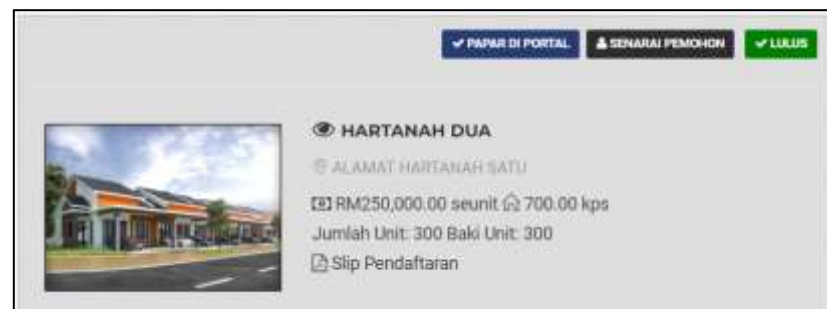 PAPAR DI PORTAL SENARAI PEMOHON LULUS
HARTANAH DUA
ALAMAT HARTANAH SATU
RM250,000.00 seunit 700.00 kps
Jumlah Unit: 300 Baki Unit: 300
Slip Pendaftaran